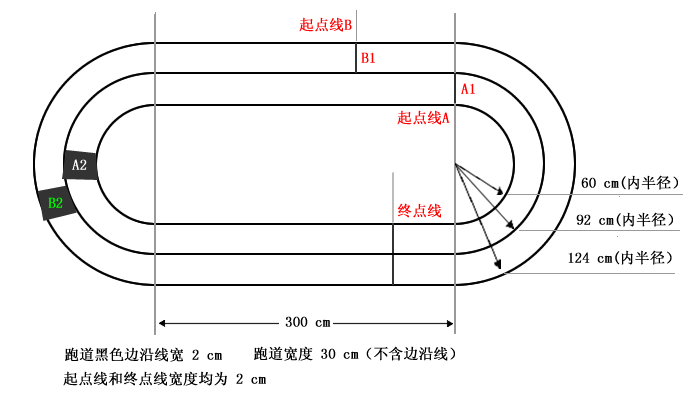 起点线B
B1
A1
起点线A
A2
B2
终点线
60 cm(内半径)
92 cm(内半径)
124 cm(内半径)
300 cm
跑道黑色边沿线宽 2 cm
跑道宽度 30 cm（不含边沿线）
起点线和终点线宽度均为 2 cm